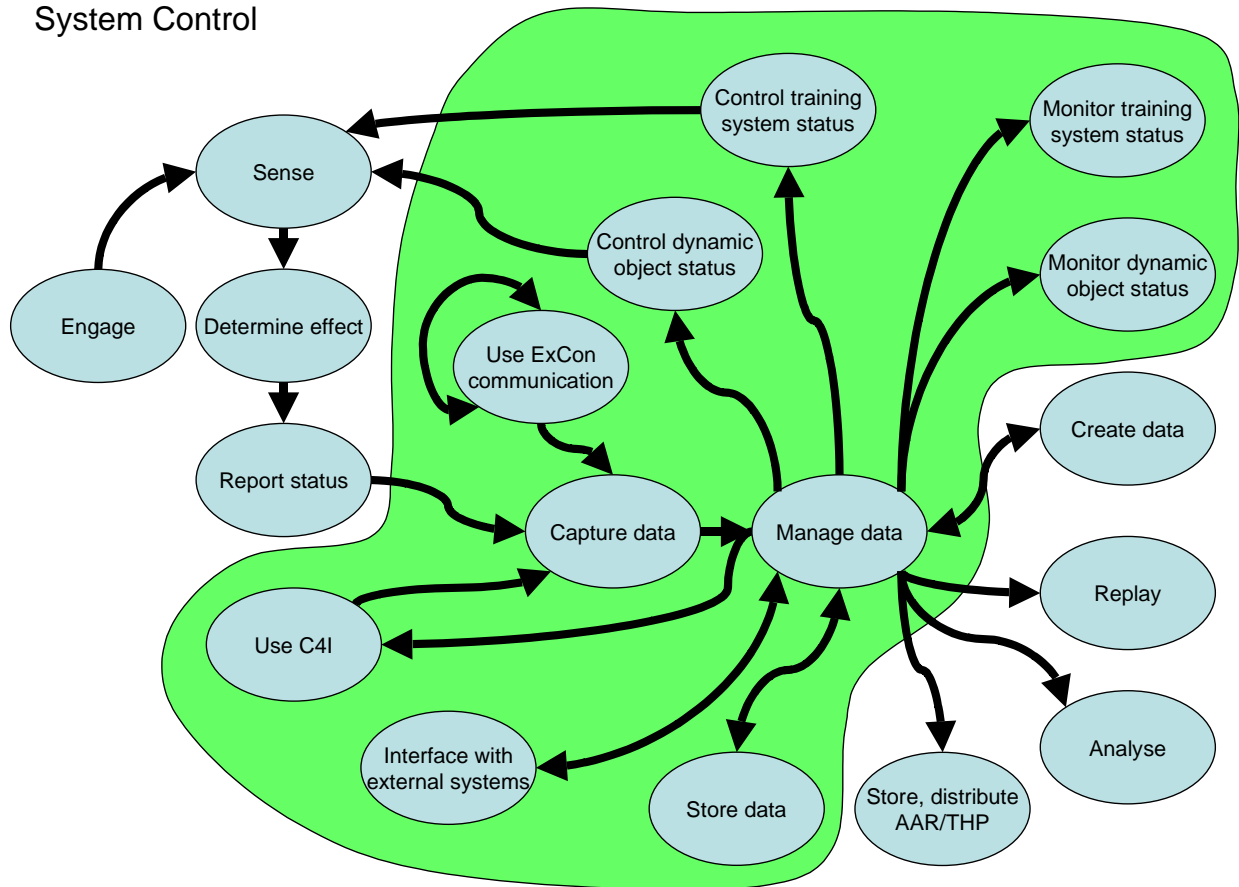 System Control
Control training
system status
Monitor training
system status
Sense
Control dynamic
object status
Monitor dynamic
object status
Engage
Determine effect
Use ExCon
communication
Create data
Report status
Capture data
Manage data
Replay
Use C4I
Interface with
external systems
Analyse
Store data
Store, distribute
AAR/THP